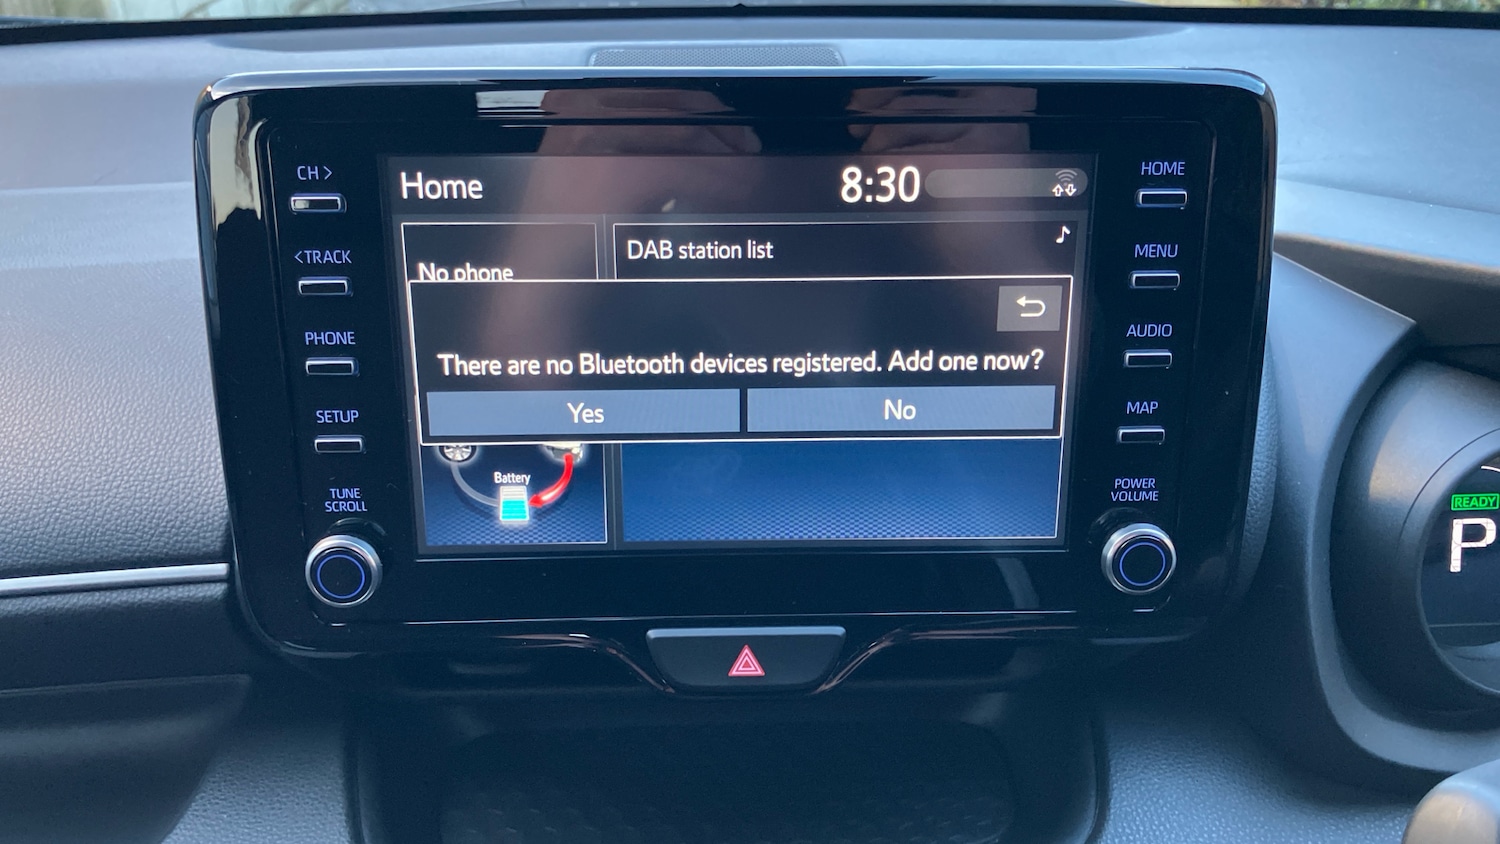 CH >
<TRACK
PHONE
SETUP
TUNE
SCROLL
Home
8:30
No phone
DAB station list
There are no Bluetooth devices registered. Add one now?
Yes
No
Battery
HOME
MENU
AUDIO
MAP
POWER
VOLUME
READY
P